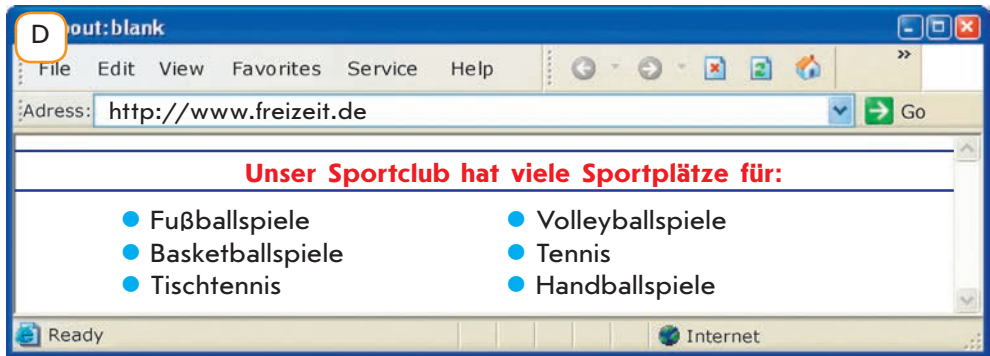 D
out:blank
File Edit View Favorites Service Help »
Adress: http://www.freizeit.de Go
Unser Sportclub hat viele Sportplätze für:
Fußballspiele
Basketballspiele
Tischtennis
Volleyballspiele
Tennis
Handballspiele
Ready Internet